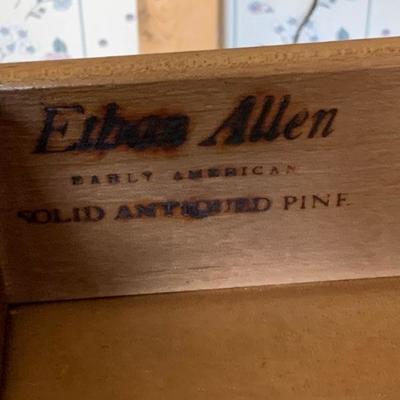 Ethan Allen
EARLY AMERICAN
SOLID ANTIQUED PINE